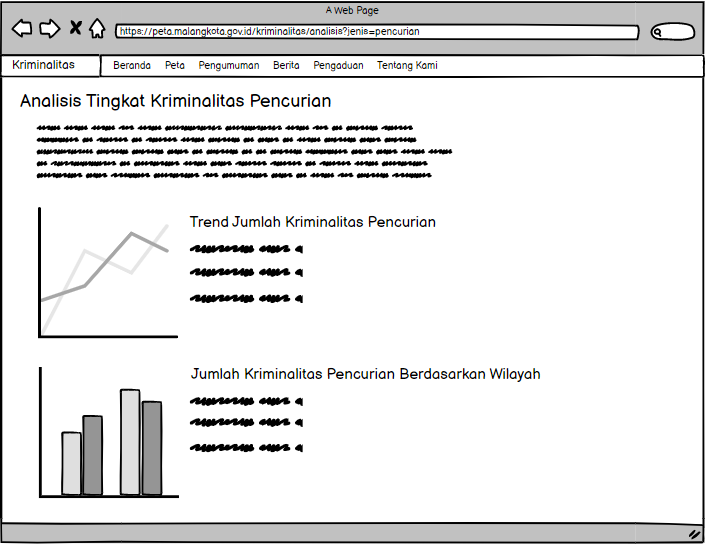 A Web Page
https://peta.malangkota.gov.id/kriminalitas/analisis?jenis=pencurian
Kriminalitas
Beranda Peta Pengumuman Berita Pengaduan Tentang Kami
Analisis Tingkat Kriminalitas Pencurian
Trend Jumlah Kriminalitas Pencurian
Jumlah Kriminalitas Pencurian Berdasarkan Wilayah